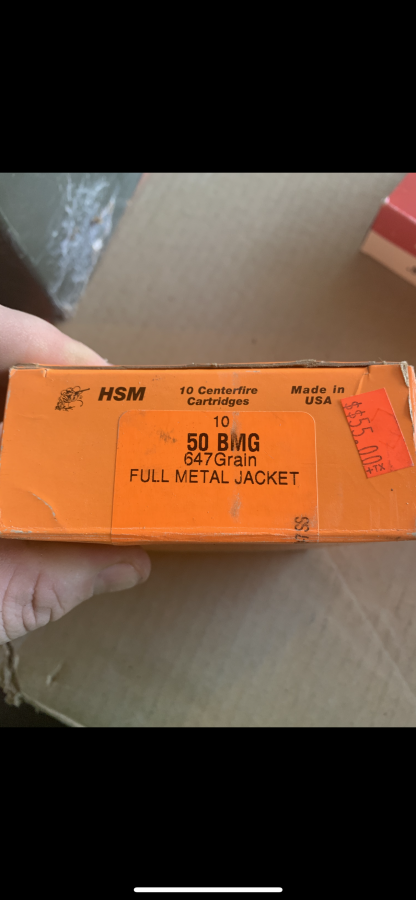 HSM
10 Centerfire
Cartridges
Made in
USA
10
50 BMG
647Grain
FULL METAL JACKET
$$55.00
+TX